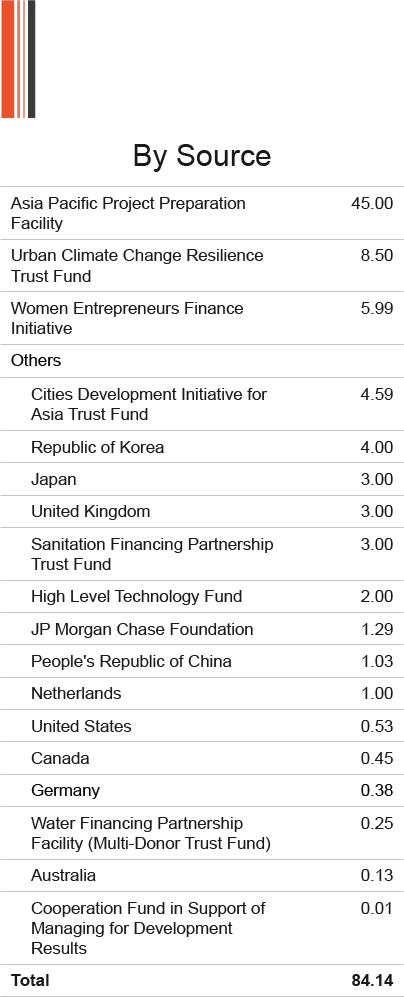 By Source
Asia Pacific Project Preparation 45.00
Facility
Urban Climate Change Resilience 8.50
Trust Fund
Women Entrepreneurs Finance 5.99
Initiative
Others
Cities Development Initiative for 4.59
Asia Trust Fund
Republic of Korea 4.00
Japan 3.00
United Kingdom 3.00
Sanitation Financing Partnership 3.00
Trust Fund
High Level Technology Fund 2.00
JP Morgan Chase Foundation 1.29
People's Republic of China 1.03
Netherlands 1.00
United States 0.53
Canada 0.45
Germany 0.38
Water Financing Partnership 0.25
Facility (Multi-Donor Trust Fund)
Australia 0.13
Cooperation Fund in Support of 0.01
Managing for Development
Results
Total 84.14